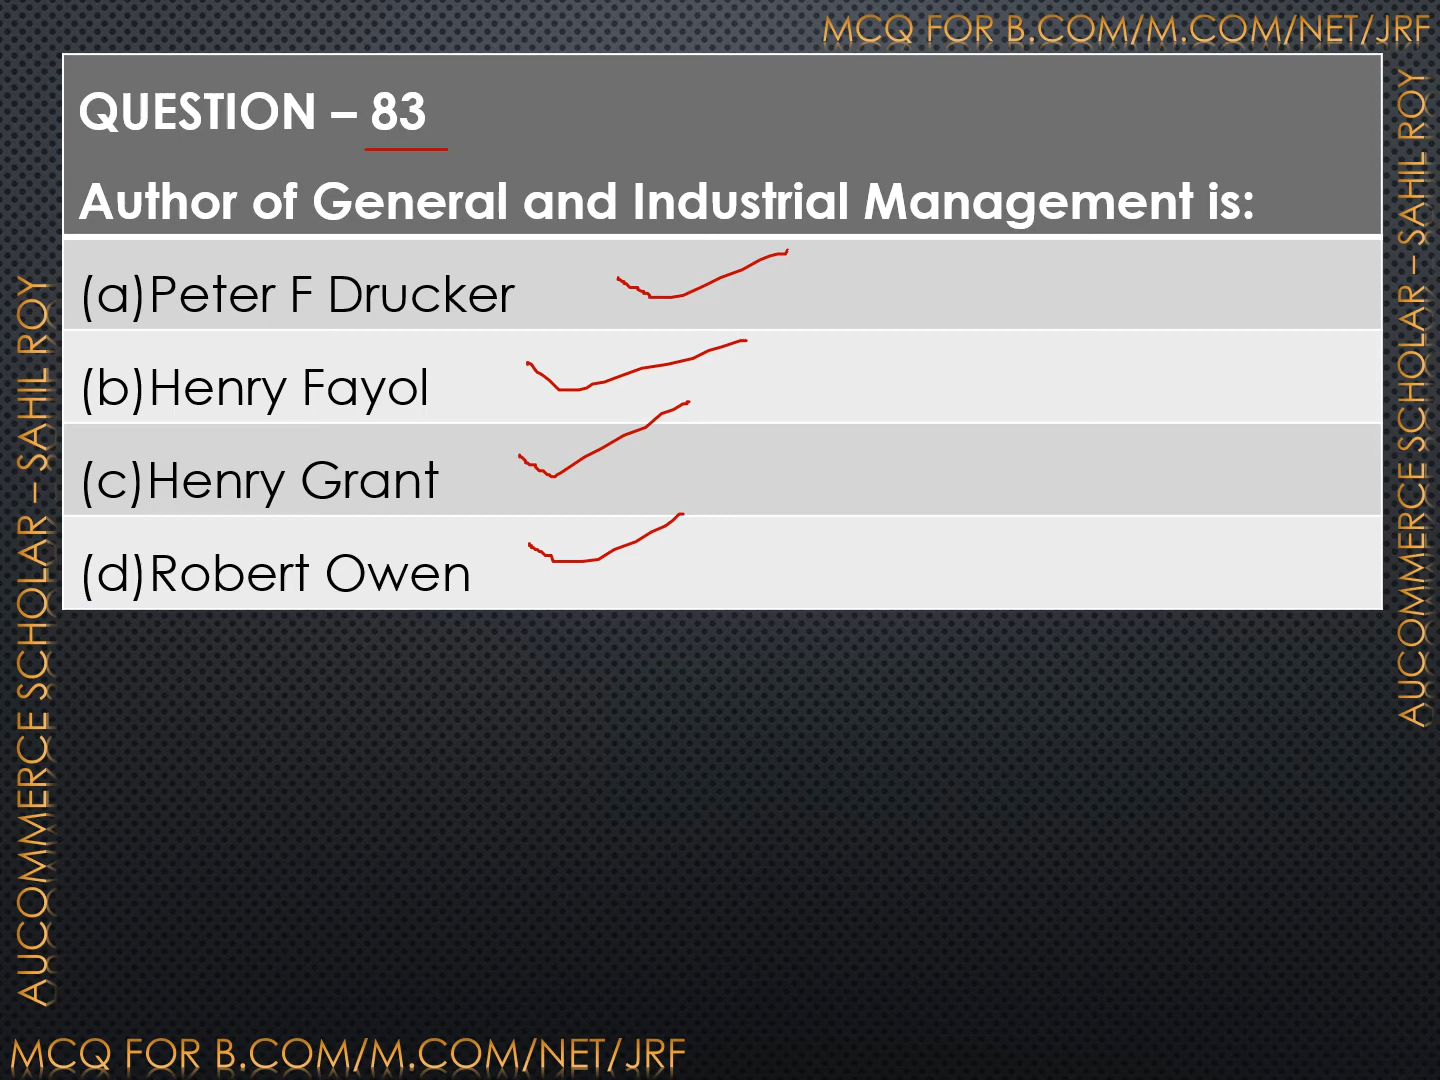 MCQ FOR B.COM/M.COM/NET/JRF
QUESTION – 83
Author of General and Industrial Management is:
(a)Peter F Drucker
(b)Henry Fayol
(c)Henry Grant
(d)Robert Owen
AUCOMMERCE SCHOLAR – SAHIL ROY
AUCOMMERCE SCHOLAR – SAHIL ROY
MCQ FOR B.COM/M.COM/NET/JRF